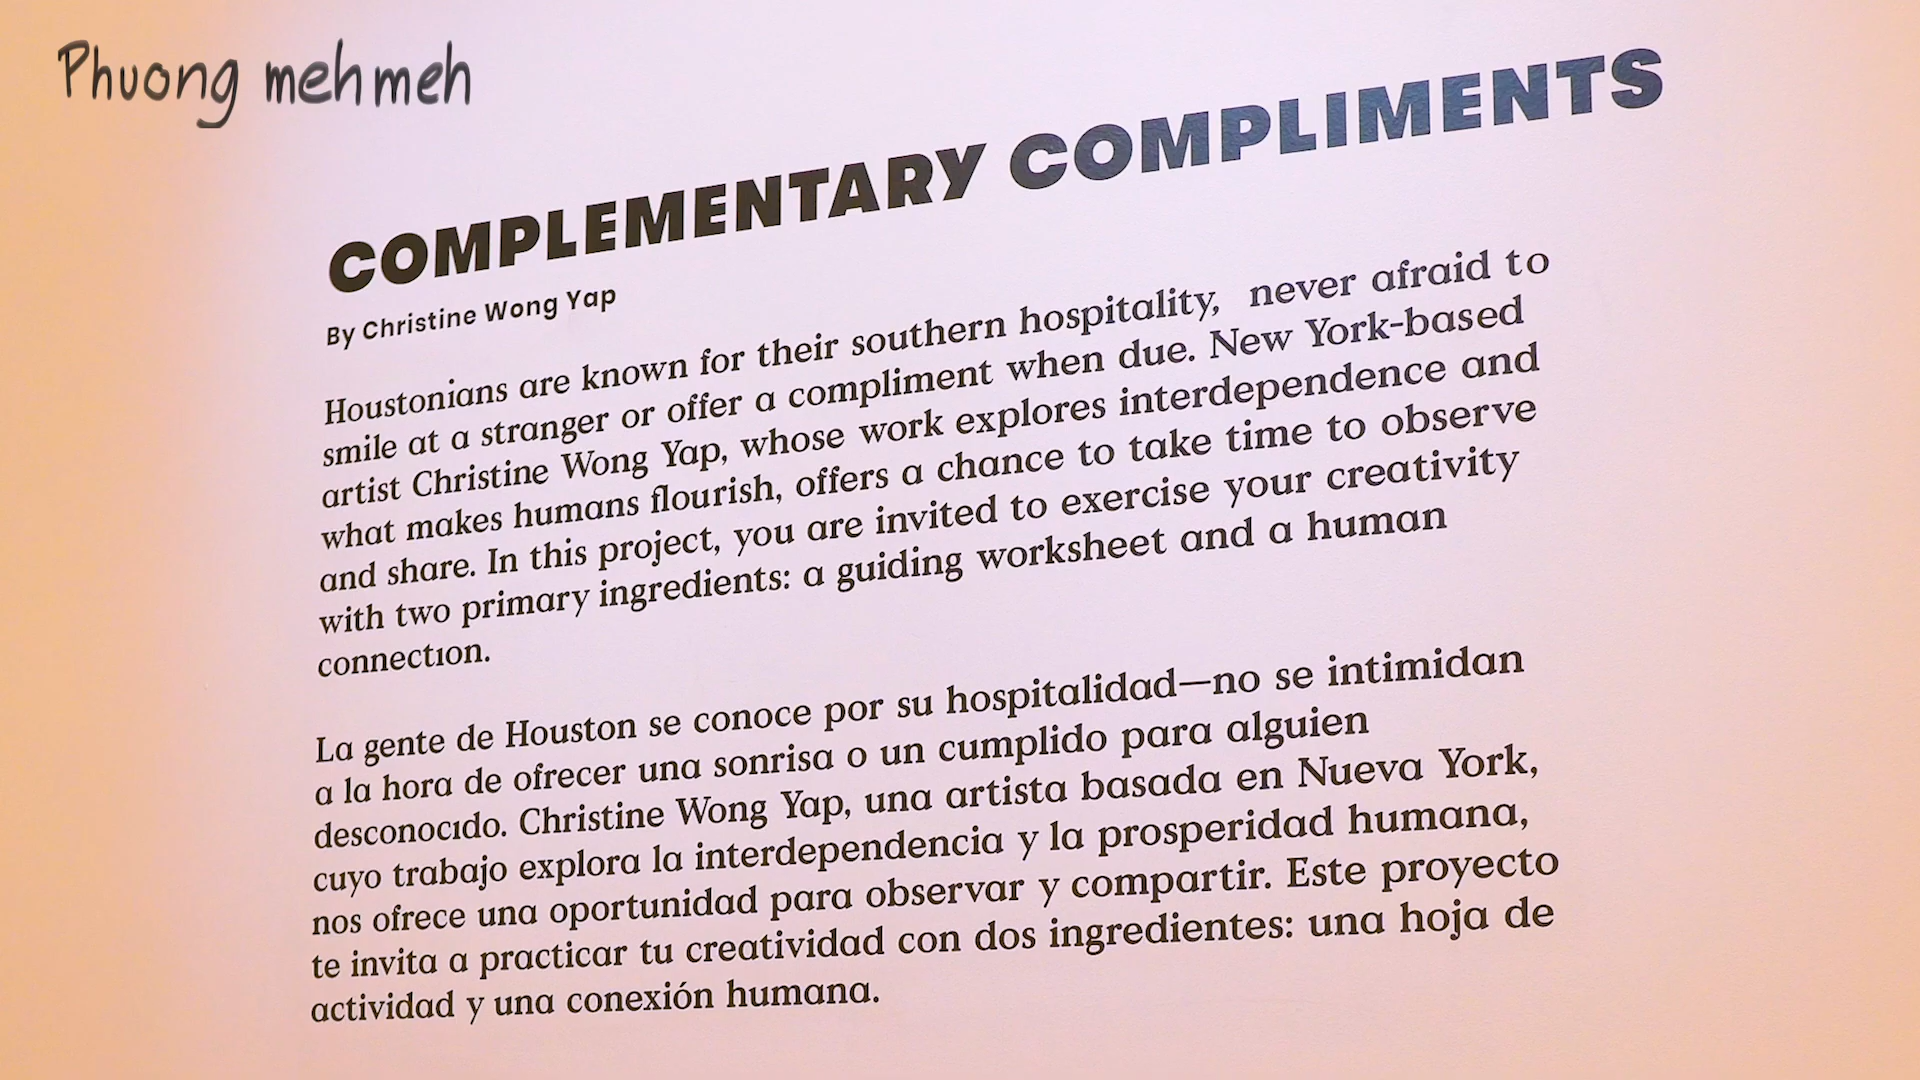 Phuong mehmeh
COMPLEMENTARY COMPLIMENTS
By Christine Wong Yap
Houstonians are known for their southern hospitality, never afraid to
smile at a stranger or offer a compliment when due. New York-based
artist Christine Wong Yap, whose work explores interdependence and
what makes humans flourish, offers a chance to take time to observe
and share. In this project, you are invited to exercise your creativity
with two primary ingredients: a guiding worksheet and a human
connection.
La gente de Houston se conoce por su hospitalidad—no se intimidan
a la hora de ofrecer una sonrisa o un cumplido para alguien
desconocido. Christine Wong Yap, una artista basada en Nueva York,
cuyo trabajo explora la interdependencia y la prosperidad humana,
nos ofrece una oportunidad para observar y compartir. Este proyecto
te invita a practicar tu creatividad con dos ingredientes: una hoja de
actividad y una conexión humana.